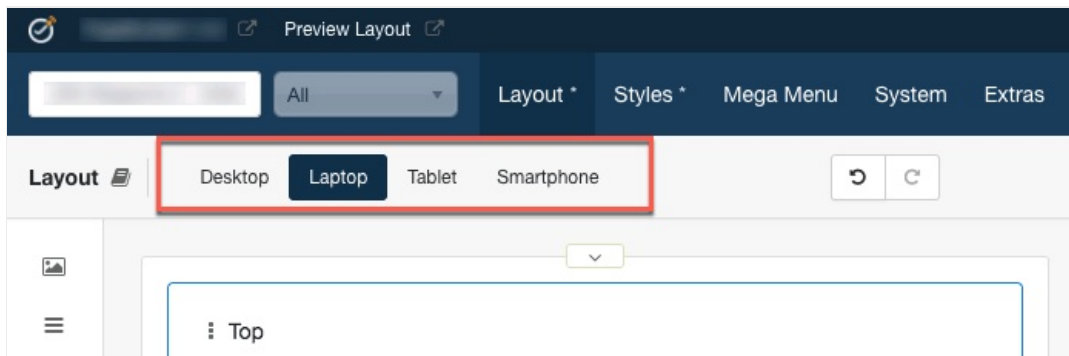 Preview Layout
All Layout * Styles * Mega Menu System Extras
Layout Desktop Laptop Tablet Smartphone
Top